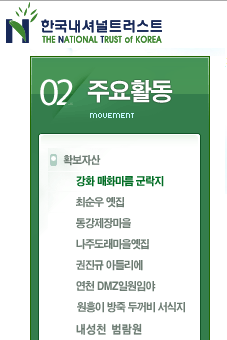 한국내셔널트러스트
THE NATIONAL TRUST of KOREA
02 주요활동
MOVEMENT
확보자산
강화 매화마름 군락지
최순우 옛집
동강제장마을
나주도래마을옛집
권진규 아틀리에
연천 DMZ일원임야
원흥이 방죽 두꺼비 서식지
내성천 범람원